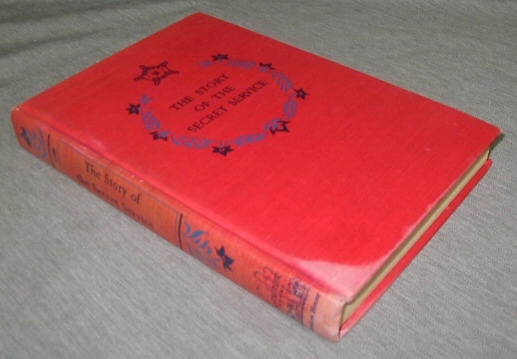 THE STORY
OF THE
SECRET SERVICE
The Story of
the Secret Service